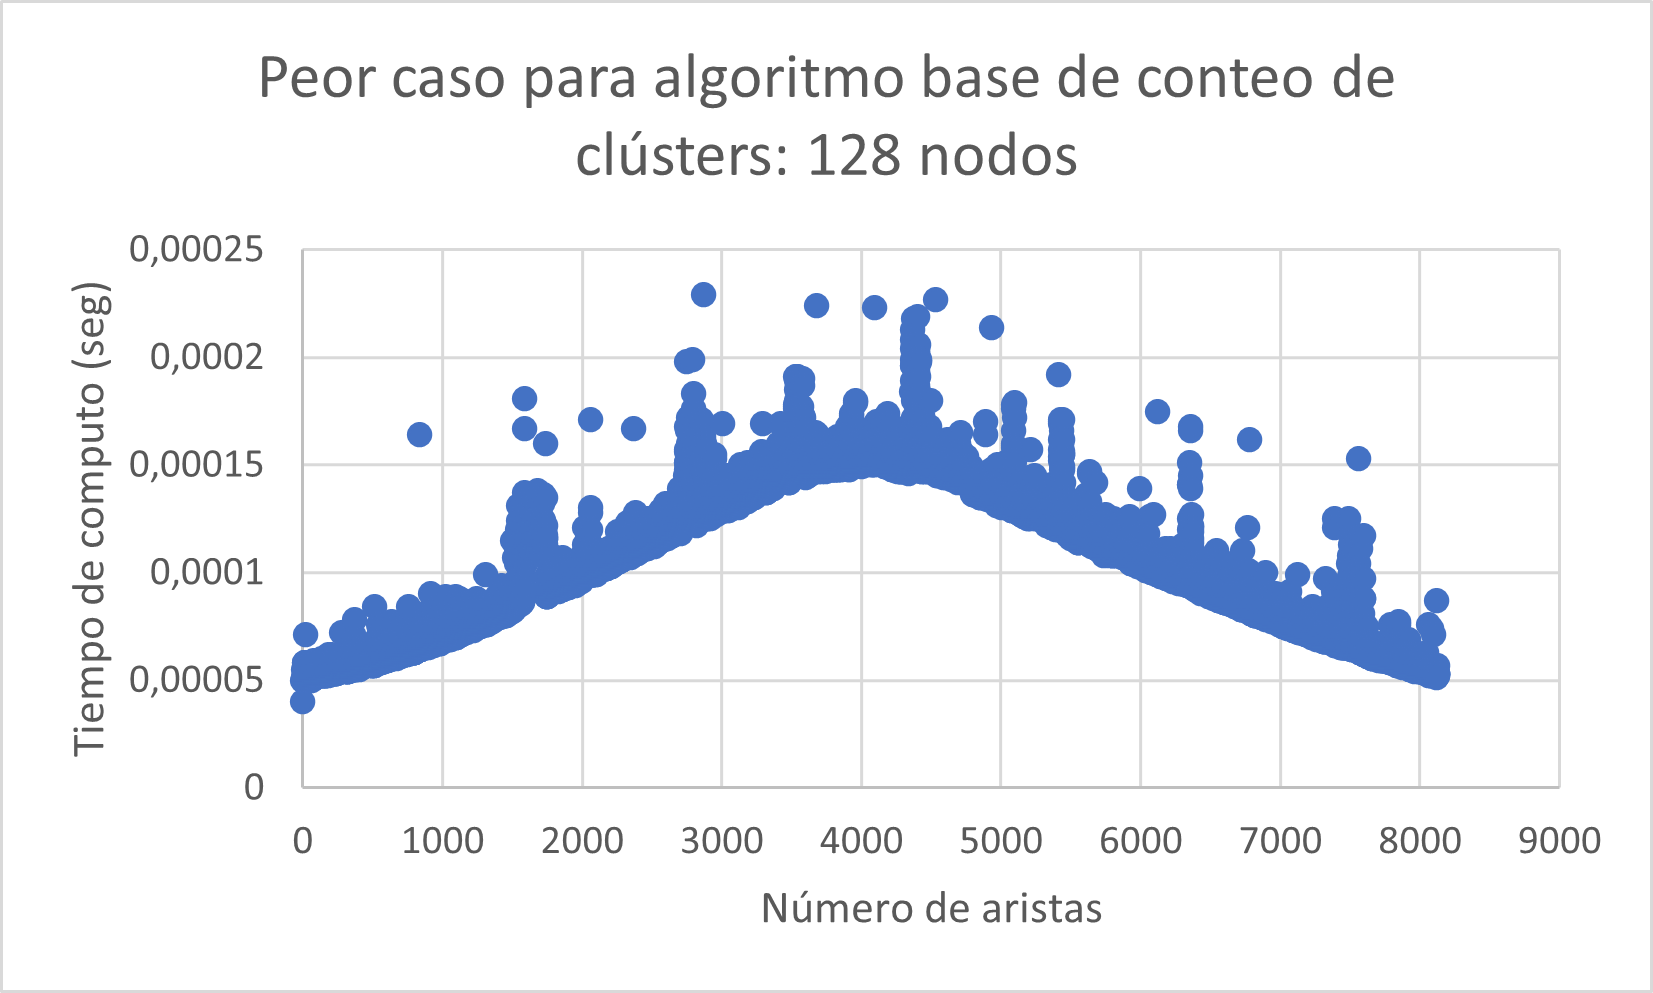 Peor caso para algoritmo base de conteo de
clústers: 128 nodos
Tiempo de computo (seg)
0,00025
0,0002
0,00015
0,0001
0,00005
0
0 1000 2000 3000 4000 5000 6000 7000 8000 9000
Número de aristas